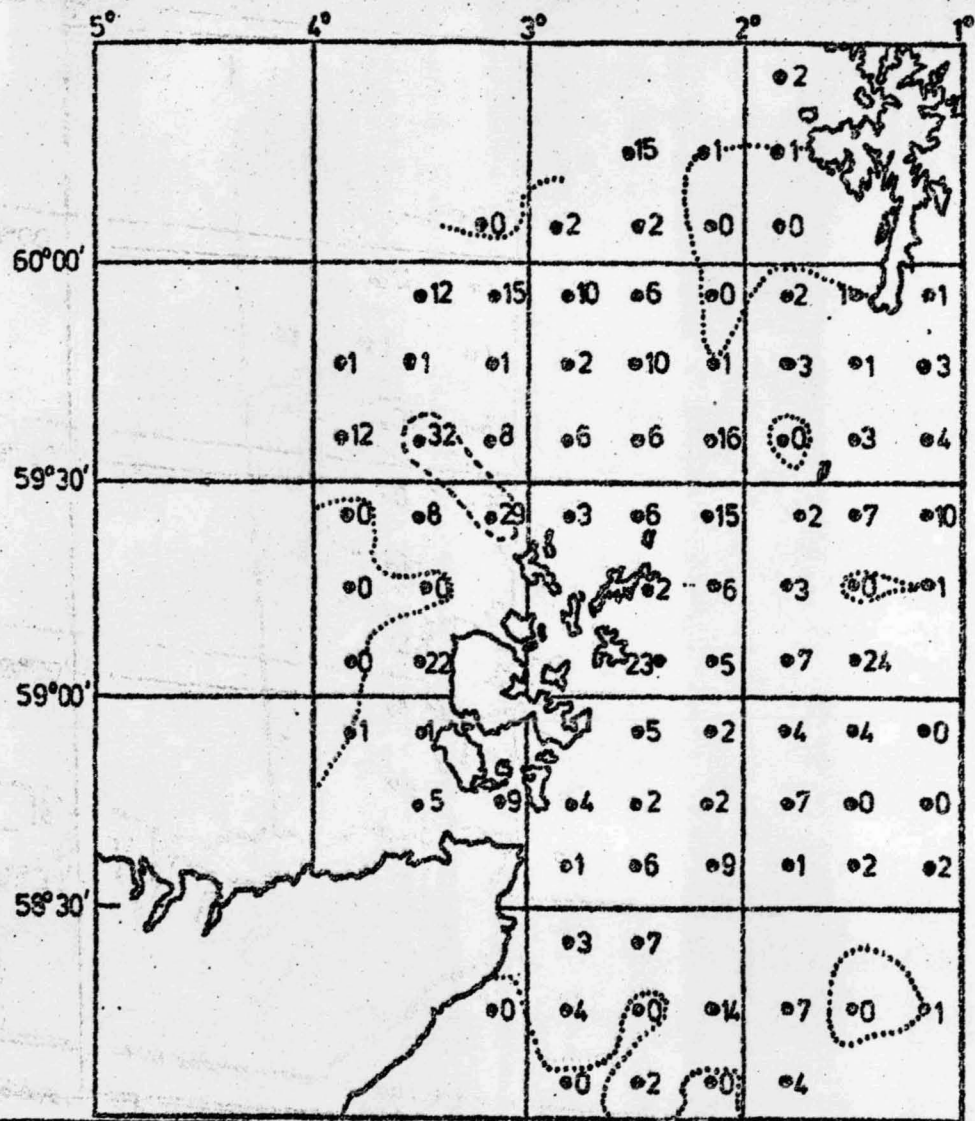 5° 4° 3° 2° 1°
2
15 1 1
0 2 2 0 0
60°00'
12 15 10 6 0 2 1 1
1 1 1 2 10 1 3 1 3
12 32 8 6 6 16 0 3 4
59°30'
0 8 29 3 6 15 2 7 10
0 0 2 6 3 0 1
0 22 23 5 7 24
59°00'
1 1 5 2 4 4 0
5 9 4 2 2 7 0 0
1 6 9 1 2 2
58°30'
3 7
0 4 0 14 7 0 1
0 2 0 4